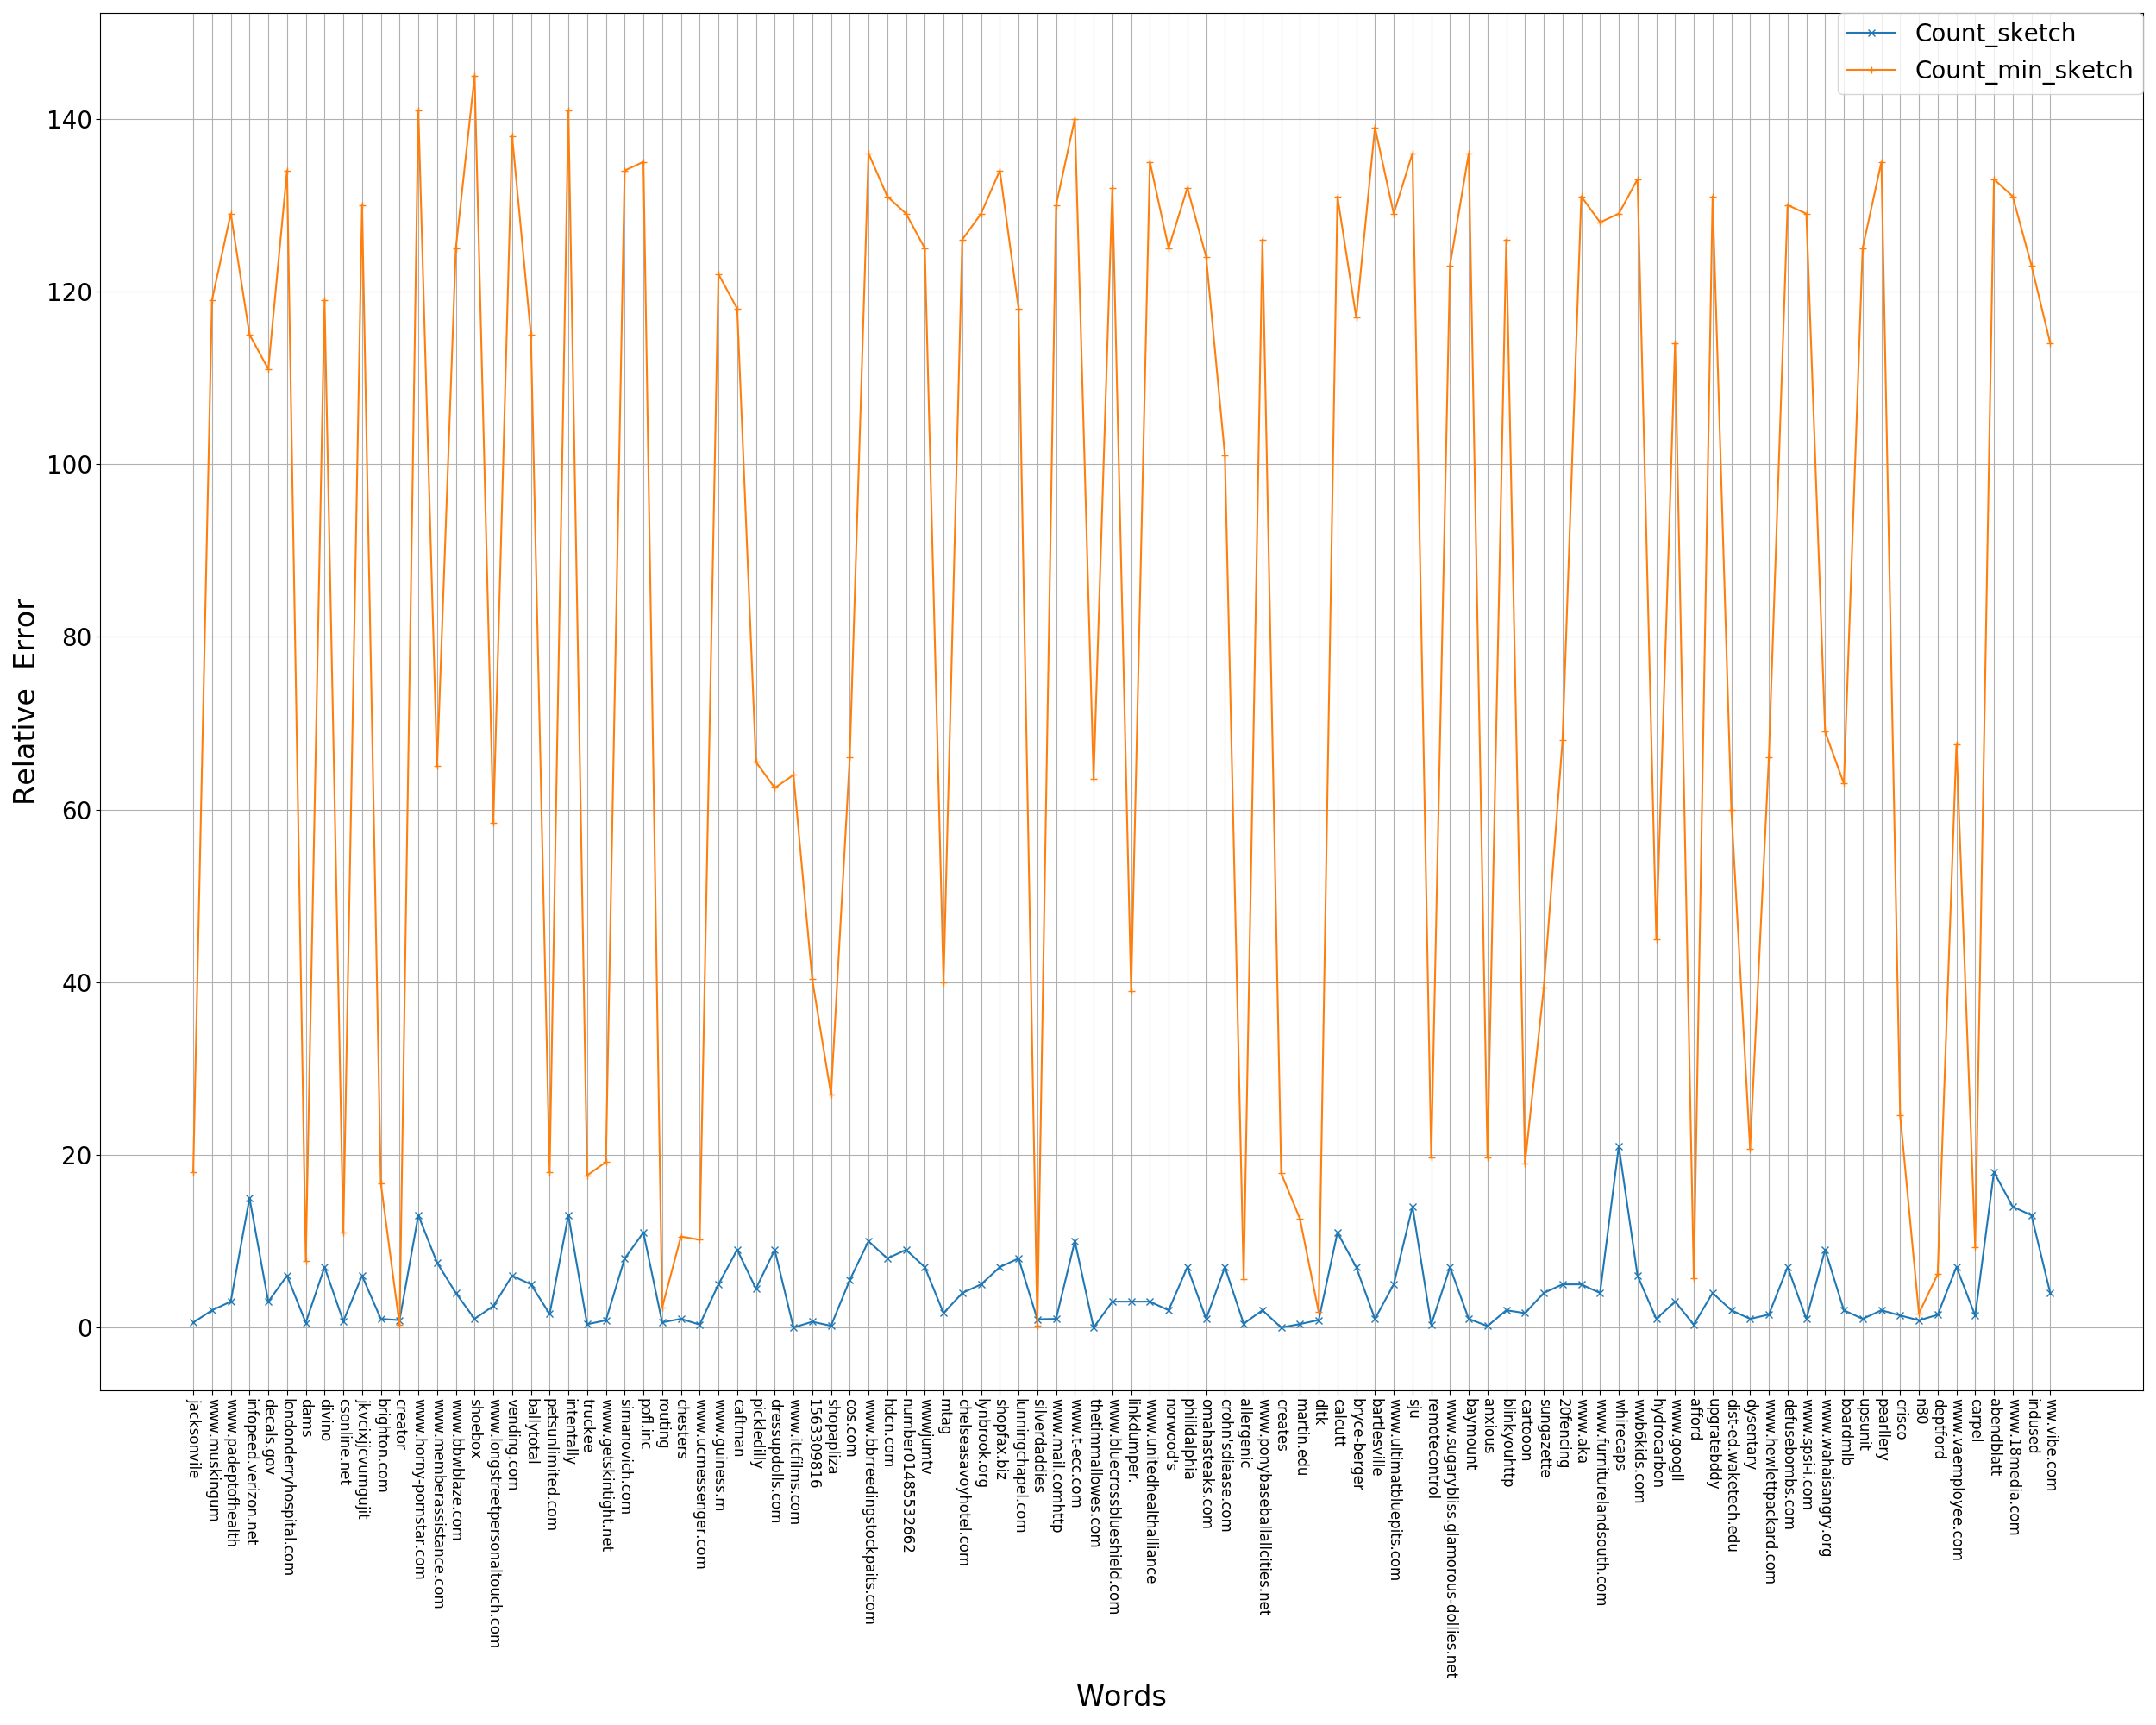 Count_sketch
Count_min_sketch
140
120
100
80
60
40
20
0
Relative Error
jacksonvile
www.muskingum
www.padeptofhealth
infopeed.verizon.net
decals.gov
londonderryhospital.com
dams
divino
csonline.net
jkvcixjjcvumgujit
brighton.com
creator
www.horny-pornstar.com
www.memberassistance.com
www.bbwblaze.com
shoebox
www.longstreetpersonaltouch.com
vending.com
ballytotal
petsunlimited.com
intentally
truckee
www.getskintight.net
simanovich.com
pofl.inc
routing
chesters
www.ucmessenger.com
www.guiness.m
caftman
pickledilly
dressupdolls.com
www.itcfilms.com
1563309816
shopapliza
cos.com
www.bbrreedingstockpaits.com
hdcn.com
number0148532662
wwwjumtv
mtag
chelseasavoyhotel.com
lynbrook.org
shopfax.biz
lunningchapel.com
silverdaddies
www.mail.comhttp
www.t-ecc.com
thetimmallowes.com
www.bluecrossblueshield.com
linkdumper.
www.unitedhealthalliance
norwood's
phildalphia
omahasteaks.com
crohn'sdiease.com
allergenic
www.ponybaseballallcities.net
creates
martin.edu
dltk
calcutt
bryce-berger
bartlesville
www.ultimatbluepits.com
sju
remotecontrol
www.sugarybliss.glamorous-dollies.net
baymount
anxious
blinkyouhttp
cartooon
sungazette
20fencing
www.aka
www.furniturelandsouth.com
whirecaps
wwb6kids.com
hydrocarbon
www.googll
afford
upgratebddy
dist-ed.waketech.edu
dysentary
www.hewlettpackard.com
defusebombs.com
www.spsi-i.com
www.wahaisangry.org
boardmlb
upsunit
pearllery
crisco
n80
deptford
www.vaemployee.com
carpel
abendblatt
www.18media.com
indused
ww.vibe.com
Words